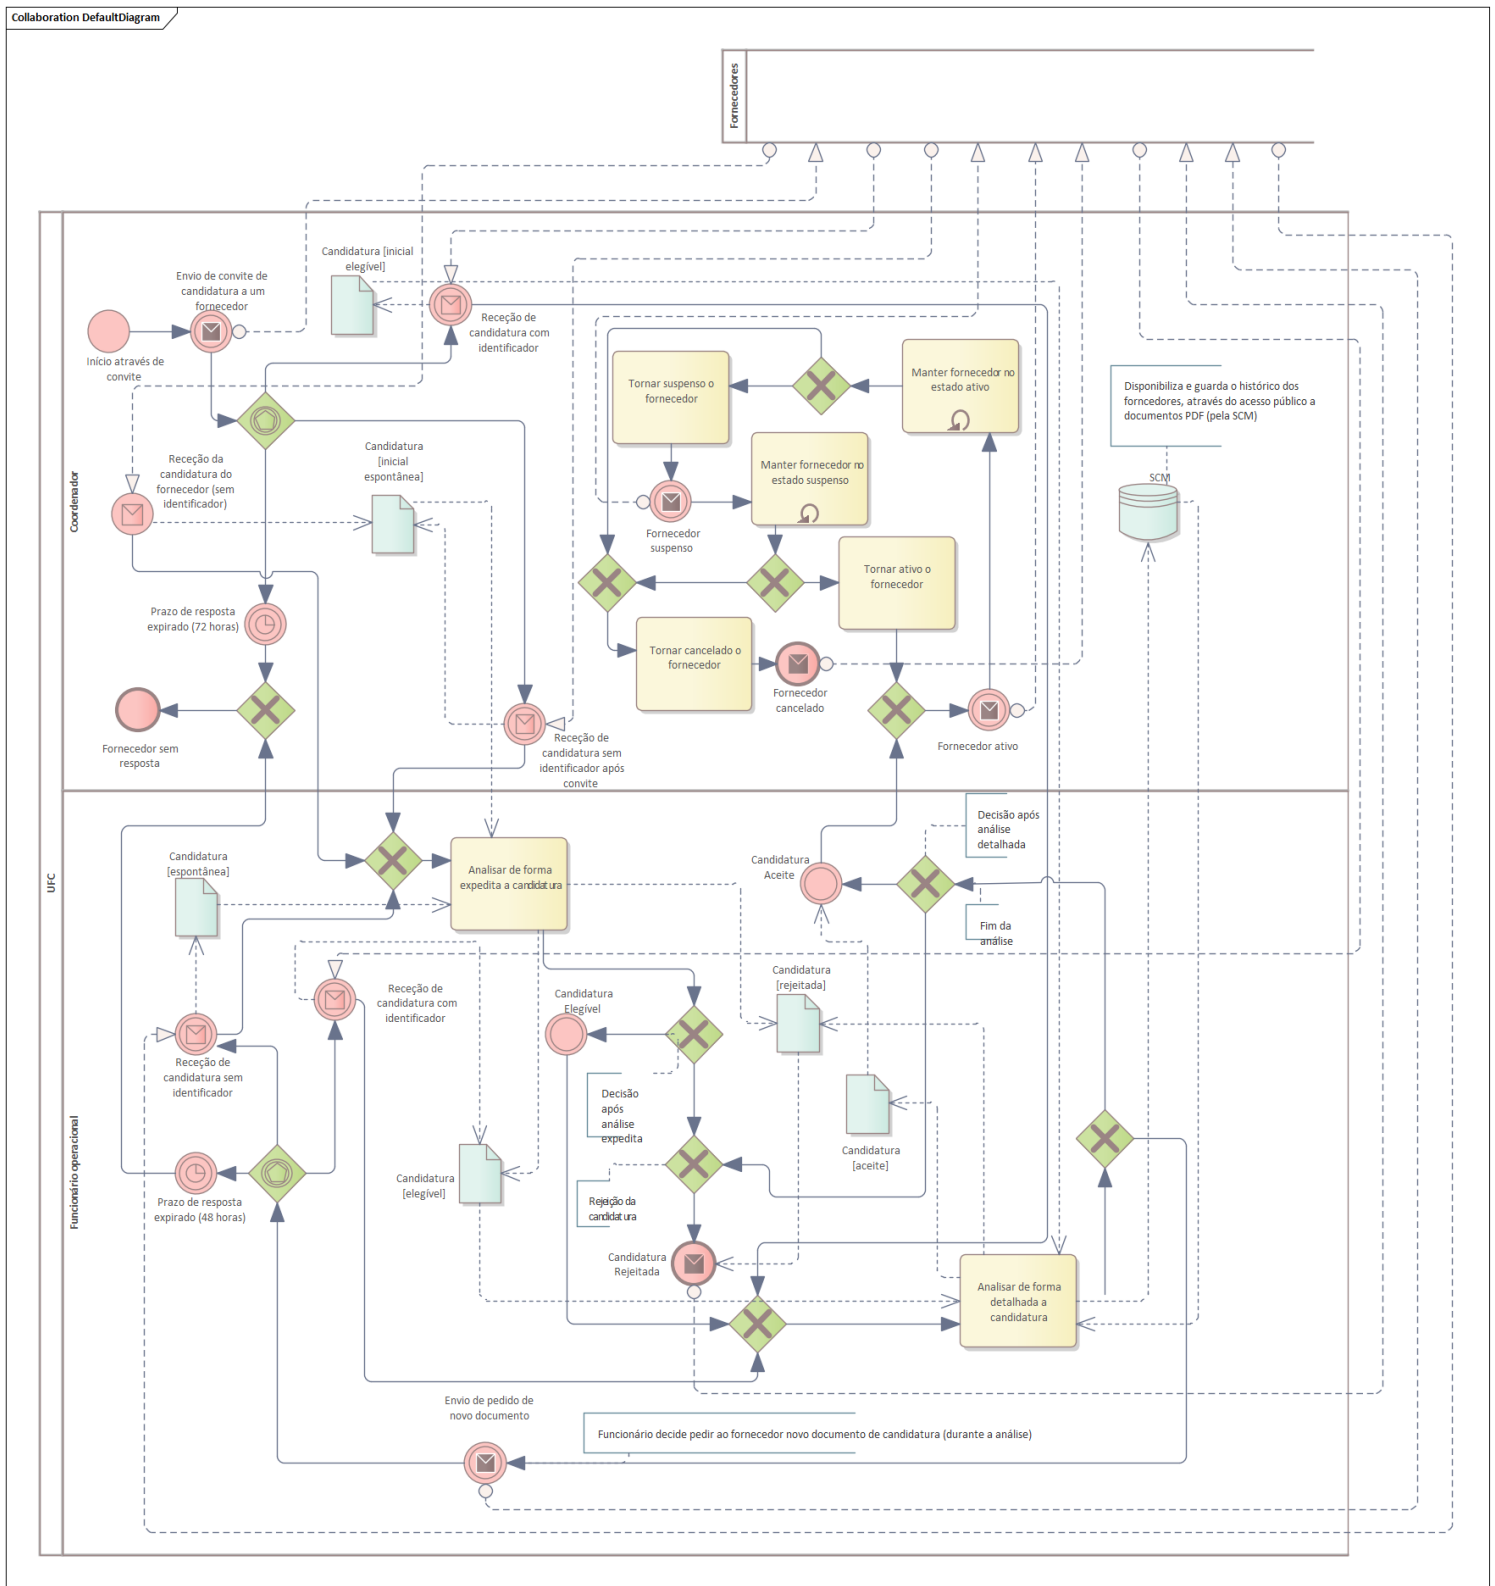 Collaboration DefaultDiagram
Fornecedores
UFC
Coordenador
Candidatura [inicial
elegível]
Envio de convite de
candidatura a um
fornecedor
Início através de
convite
Receção de
candidatura com
identificador
Tornar suspenso o
fornecedor
Manter fornecedor no
estado ativo
Disponibiliza e guarda o histórico dos
forncedores, através do acesso público a
documentos PDF (pela SCM)
Candidatura
[inicial
espontânea]
Receção da
candidatura do
fornecedor (sem
identificador)
Manter fornecedor no
estado suspenso
SCM
Fornecedor
suspenso
Tornar ativo o
fornecedor
Prazo de resposta
expirado (72 horas)
Tornar cancelado o
fornecedor
Fornecedor
cancelado
Fornecedor sem
resposta
Receção de
candidatura sem
identificador após
convite
Fornecedor ativo
Funcionário operacional
Decisão após
análise
detalhada
Candidatura
[espontânea]
Analisar de forma
expedita a candidatura
Candidatura
Aceite
Fim da
análise
Candidatura
[rejeitada]
Receção de
candidatura com
identificador
Candidatura
Elegível
Receção de
candidatura sem
identificador
Decisão
após
análise
expedita
Candidatura
[aceite]
Candidatura
[elegível]
Prazo de resposta
expirado (48 horas)
Rejeição da
candidatura
Candidatura
Rejeitada
Analisar de forma
detalhada a
candidatura
Envio de pedido de
novo documento
Funcionário decide pedir ao fornecedor novo documento de candidatura (durante a análise)